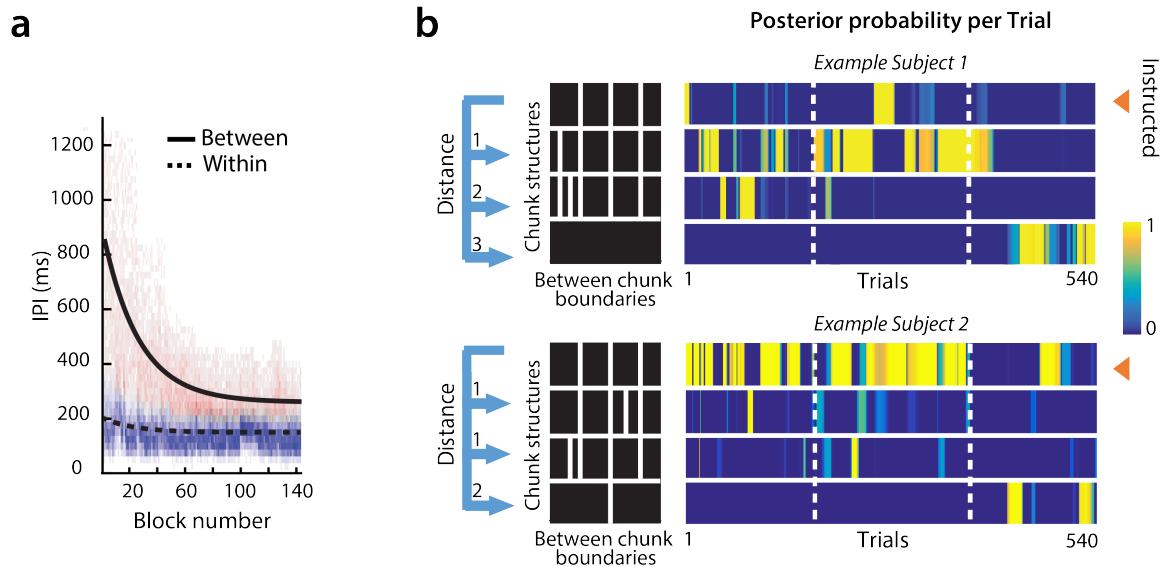 a
b
Posterior probability per Trial
Example Subject 1
Instructed
1200
1000
800
600
400
200
0
IPI (ms)
Between
Within
20
60
100
140
Block number
Distance
1
2
3
Chunk structures
Between chunk
boundaries
1
Trials
540
1
0
Example Subject 2
Distance
1
1
2
Chunk structures
Between chunk
boundaries
1
Trials
540